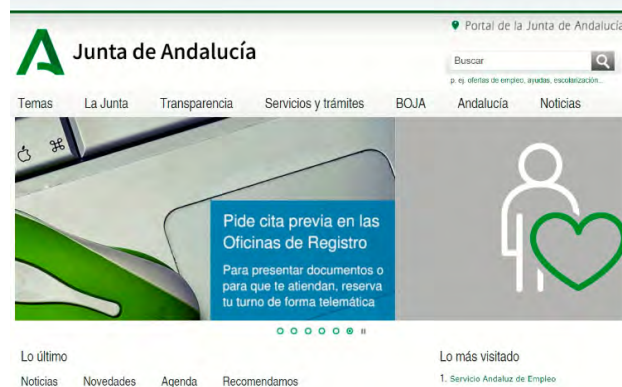 Portal de la Junta de Andalucía
Junta de Andalucía
Buscar
p. ej. ofertas de empleo, ayudas, escolarización...
Temas La Junta Transparencia Servicios y trámites BOJA Andalucía Noticias
Pide cita previa en las
Oficinas de Registro
Para presentar documentos o
para que te atiendan, reserva
tu turno de forma telemática
Lo último
Lo más visitado
Noticias Novedades Agenda Recomendamos
1. Servicio Andaluz de Empleo